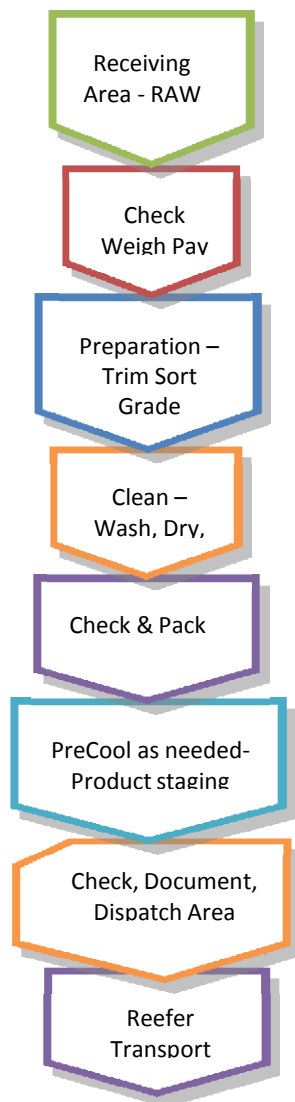 Receiving
Area - RAW
Check
Weigh Pay
Preparation –
Trim Sort
Grade
Clean –
Wash, Dry,
Check & Pack
PreCool as needed-
Product staging
Check, Document,
Dispatch Area
Reefer
Transport